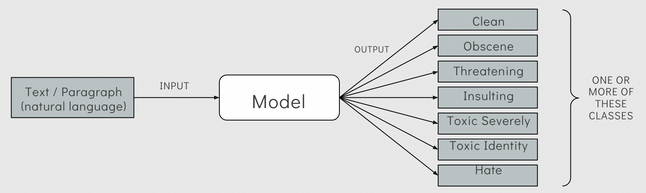 Text / Paragraph
(natural language)
INPUT
Model
OUTPUT
Clean
Obscene
Threatening
Insulting
Toxic Severely
Toxic Identity
Hate
ONE OR
MORE OF
THESE
CLASSES